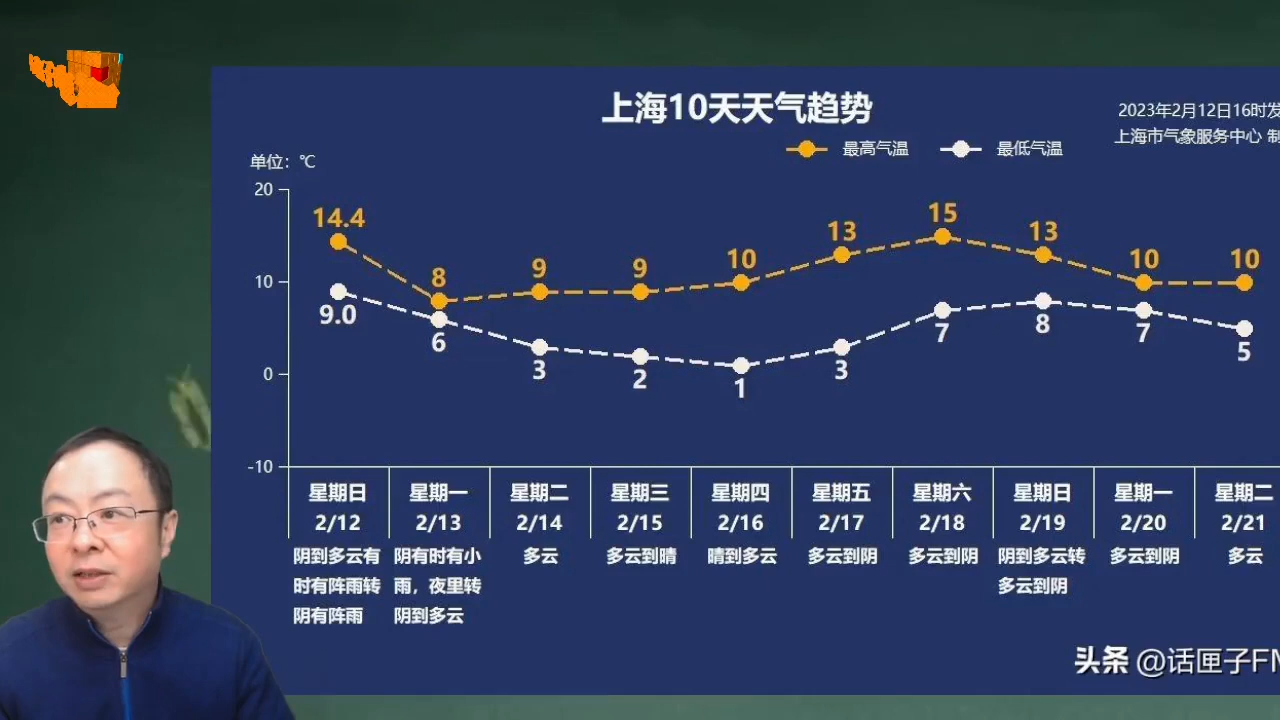 上海10天天气趋势
2023年2月12日16时发
上海市气象服务中心 制
最高气温 最低气温
单位：℃
20
10
0
-10
14.4 8 9 9 10 13 15 13 10 10
9.0 6 3 2 1 3 7 8 7 5
星期日 星期一 星期二 星期三 星期四 星期五 星期六 星期日 星期一 星期二
2/12 2/13 2/14 2/15 2/16 2/17 2/18 2/19 2/20 2/21
阴到多云有 阴有时有小 多云 多云到晴 晴到多云 多云到阴 多云到阴 阴到多云转 多云到阴 多云
时有阵雨转 雨，夜里转 多云到阴
阴有阵雨 阴到多云
头条 @话匣子FM